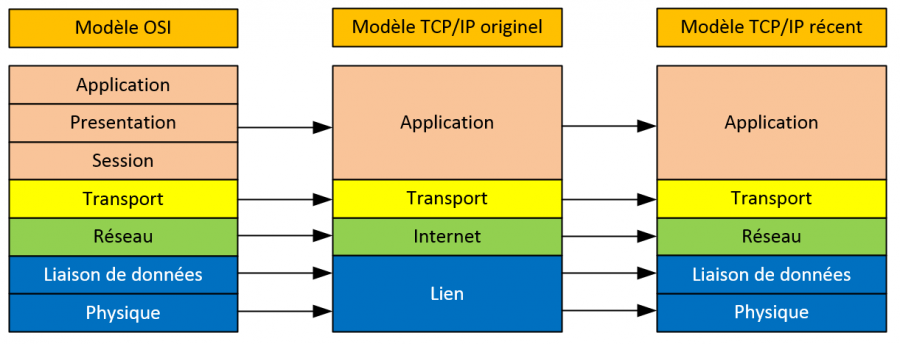 Modèle OSI
Modèle TCP/IP originel
Modèle TCP/IP récent
Application
Presentation
Session
Transport
Réseau
Liaison de données
Physique
Application
Transport
Internet
Lien
Application
Transport
Réseau
Liaison de données
Physique